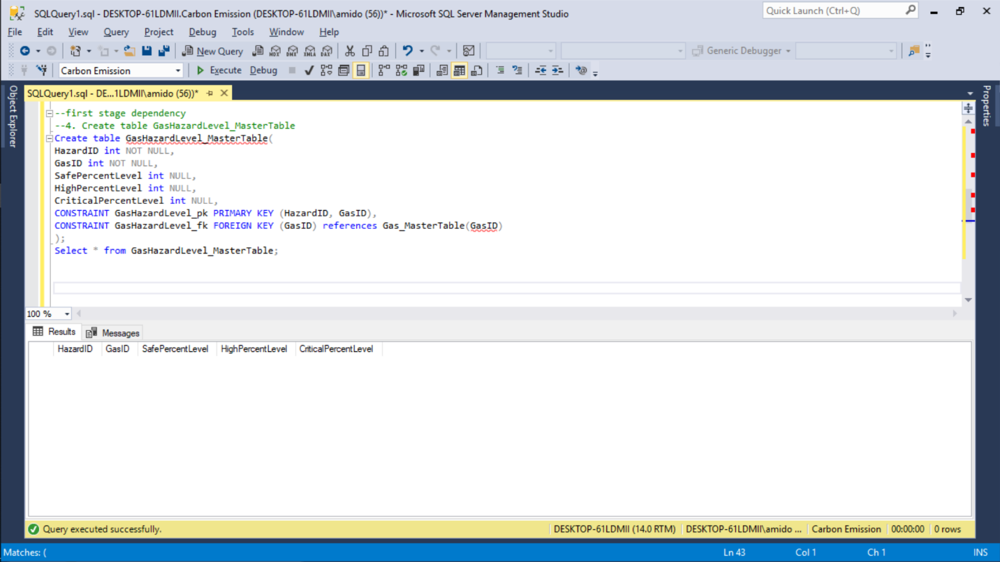 SQLQuery1.sql - DESKTOP-61LDMII.Carbon Emission (DESKTOP-61LDMII\amido (56))* - Microsoft SQL Server Management Studio
Quick Launch (Ctrl+Q)
File Edit View Query Project Debug Tools Window Help
New Query MDX DMX XMLA DAX Generic Debugger
Carbon Emission Execute Debug
Object Explorer
SQLQuery1.sql - DE...1LDMII\amido (56))*
Properties
--first stage dependency
--4. Create table GasHazardLevel_MasterTable
Create table GasHazardLevel_MasterTable(
HazardID int NOT NULL,
GasID int NOT NULL,
SafePercentLevel int NULL,
HighPercentLevel int NULL,
CriticalPercentLevel int NULL,
CONSTRAINT GasHazardLevel_pk PRIMARY KEY (HazardID, GasID),
CONSTRAINT GasHazardLevel_fk FOREIGN KEY (GasID) references Gas_MasterTable(GasID)
);
Select * from GasHazardLevel_MasterTable;
100 %
Results Messages
HazardID GasID SafePercentLevel HighPercentLevel CriticalPercentLevel
Query executed successfully. DESKTOP-61LDMII (14.0 RTM) DESKTOP-61LDMII\amido ... Carbon Emission 00:00:00 0 rows
Matches: ( Ln 43 Col 1 Ch 1 INS